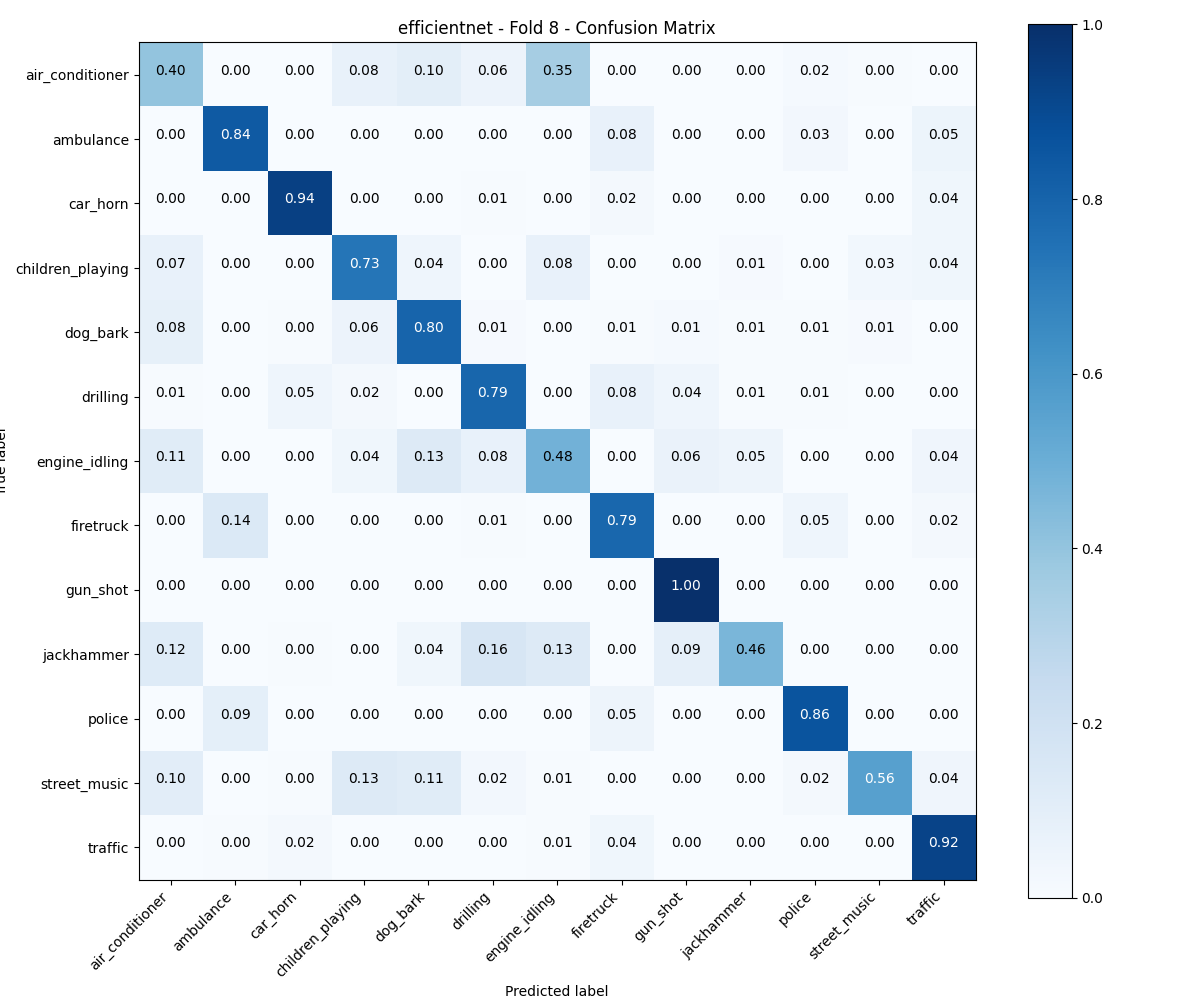 efficientnet - Fold 8 - Confusion Matrix
air_conditioner 0.40 0.00 0.00 0.08 0.10 0.06 0.35 0.00 0.00 0.00 0.02 0.00 0.00
ambulance 0.00 0.84 0.00 0.00 0.00 0.00 0.00 0.08 0.00 0.00 0.03 0.00 0.05
car_horn 0.00 0.00 0.94 0.00 0.00 0.01 0.00 0.02 0.00 0.00 0.00 0.00 0.04
children_playing 0.07 0.00 0.00 0.73 0.04 0.00 0.08 0.00 0.00 0.01 0.00 0.03 0.04
dog_bark 0.08 0.00 0.00 0.06 0.80 0.01 0.00 0.01 0.01 0.01 0.01 0.01 0.00
drilling 0.01 0.00 0.05 0.02 0.00 0.79 0.00 0.08 0.04 0.01 0.01 0.00 0.00
engine_idling 0.11 0.00 0.00 0.04 0.13 0.08 0.48 0.00 0.06 0.05 0.00 0.00 0.04
firetruck 0.00 0.14 0.00 0.00 0.00 0.01 0.00 0.79 0.00 0.00 0.05 0.00 0.02
gun_shot 0.00 0.00 0.00 0.00 0.00 0.00 0.00 0.00 1.00 0.00 0.00 0.00 0.00
jackhammer 0.12 0.00 0.00 0.00 0.04 0.16 0.13 0.00 0.09 0.46 0.00 0.00 0.00
police 0.00 0.09 0.00 0.00 0.00 0.00 0.00 0.05 0.00 0.00 0.86 0.00 0.00
street_music 0.10 0.00 0.00 0.13 0.11 0.02 0.01 0.00 0.00 0.00 0.02 0.56 0.04
traffic 0.00 0.00 0.02 0.00 0.00 0.00 0.01 0.04 0.00 0.00 0.00 0.00 0.92
air_conditioner
ambulance
car_horn
children_playing
dog_bark
drilling
engine_idling
firetruck
gun_shot
jackhammer
police
street_music
traffic
Predicted label
1.0
0.8
0.6
0.4
0.2
0.0